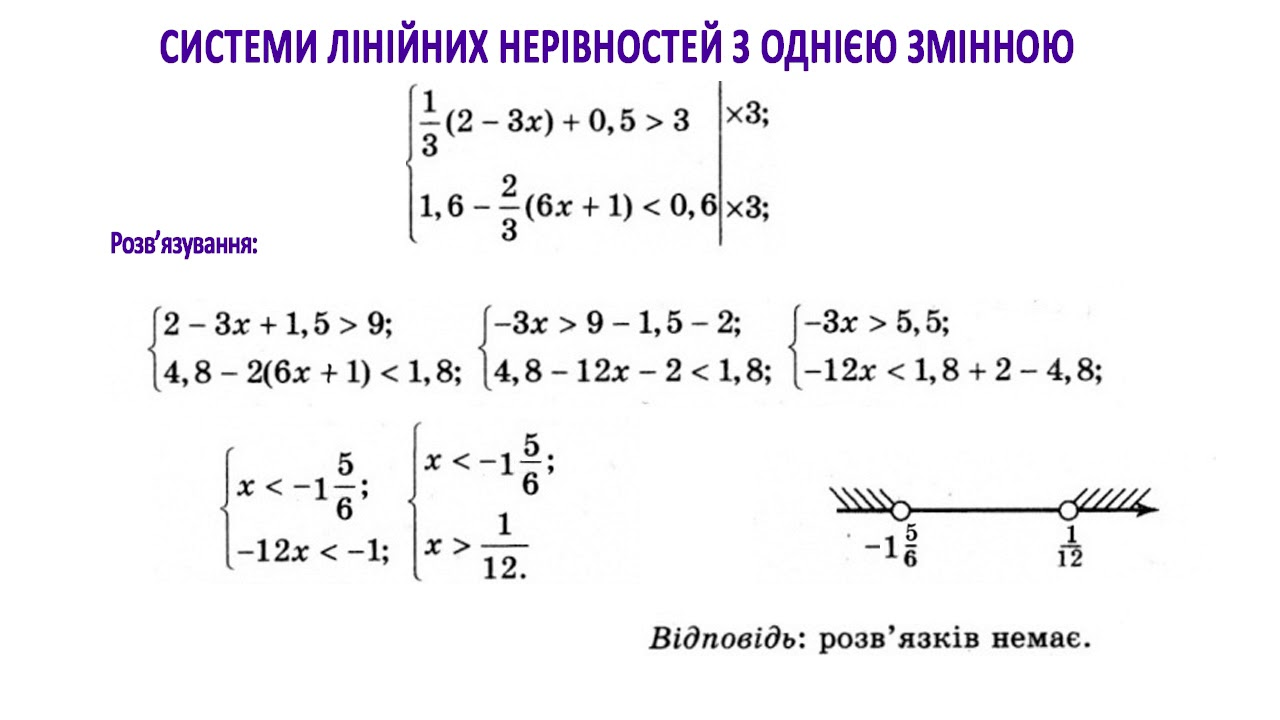 СИСТЕМИ ЛІНІЙНИХ НЕРІВНОСТЕЙ З ОДНІЄЮ ЗМІННОЮ
1/3(2 − 3x) + 0,5 > 3 | ×3;
1,6 − 2/3(6x + 1) < 0,6 | ×3;
Розв’язування:
{2 − 3x + 1,5 > 9; {−3x > 9 − 1,5 − 2; {−3x > 5,5;
4,8 − 2(6x + 1) < 1,8; 4,8 − 12x − 2 < 1,8; −12x < 1,8 + 2 − 4,8;
{x < −1 5/6; {x < −1 5/6;
−12x < −1; x > 1/12.
−1 5/6 1/12
Відповідь: розв’язків немає.